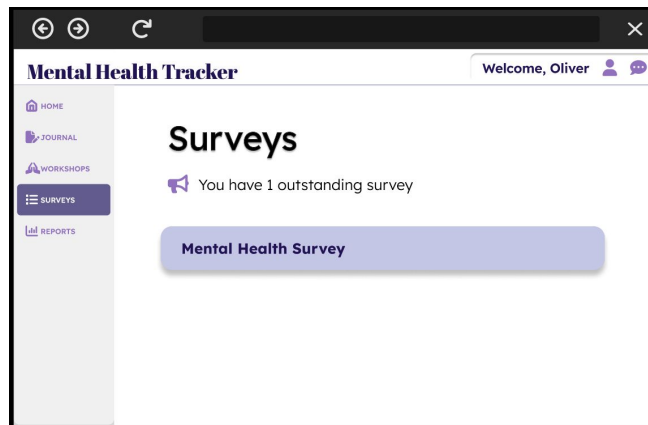 Mental Health Tracker
Welcome, Oliver
HOME
JOURNAL
WORKSHOPS
SURVEYS
REPORTS
Surveys
You have 1 outstanding survey
Mental Health Survey